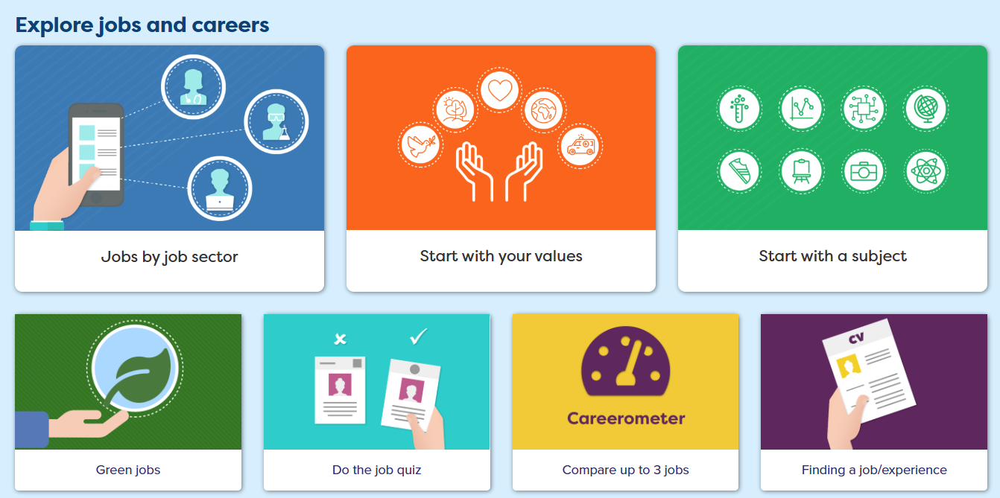 Explore jobs and careers
Jobs by job sector
Start with your values
Start with a subject
Careerometer
CV
Green jobs
Do the job quiz
Compare up to 3 jobs
Finding a job/experience